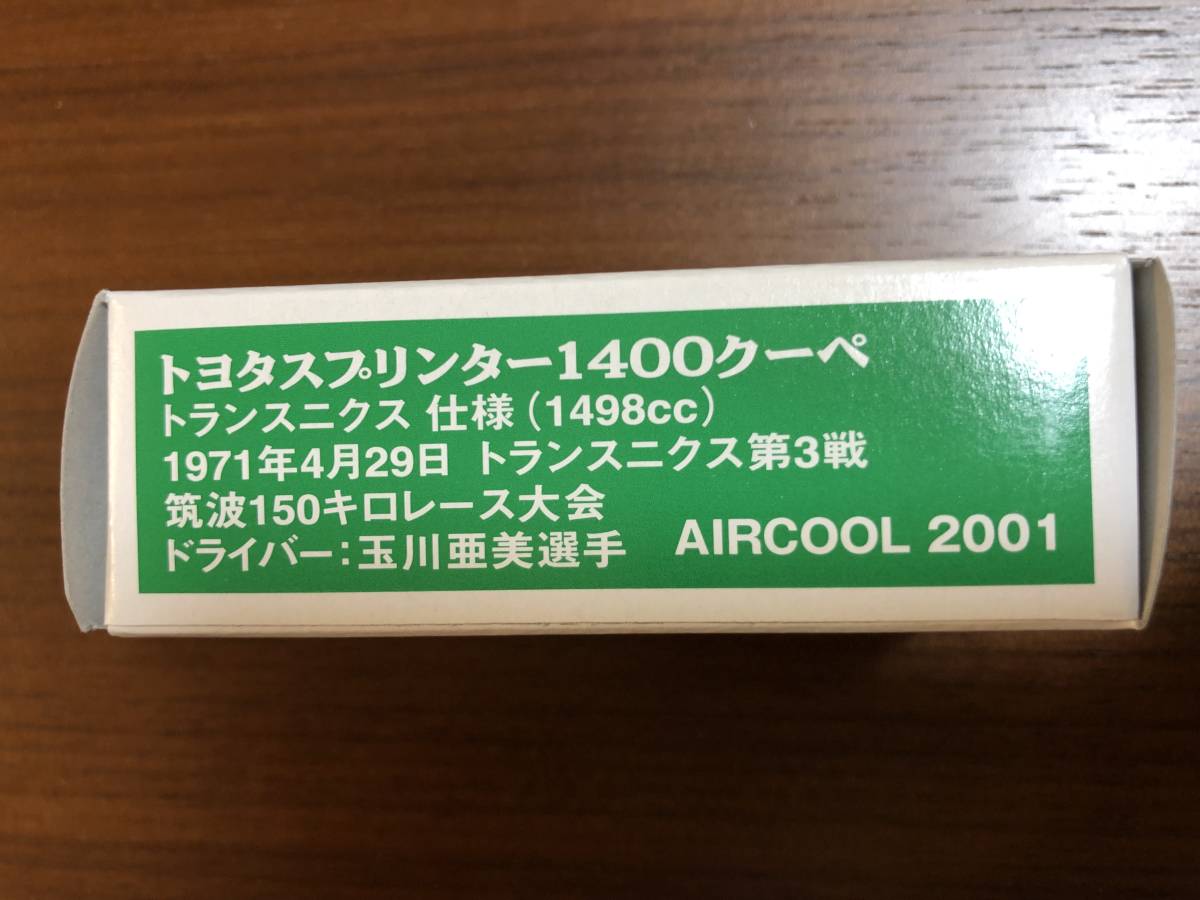 トヨタスプリンター1400クーペ
トランスニクス 仕様（1498cc）
1971年4月29日 トランスニクス第3戦
筑波150キロレース大会
ドライバー：玉川亜美選手 AIRCOOL 2001